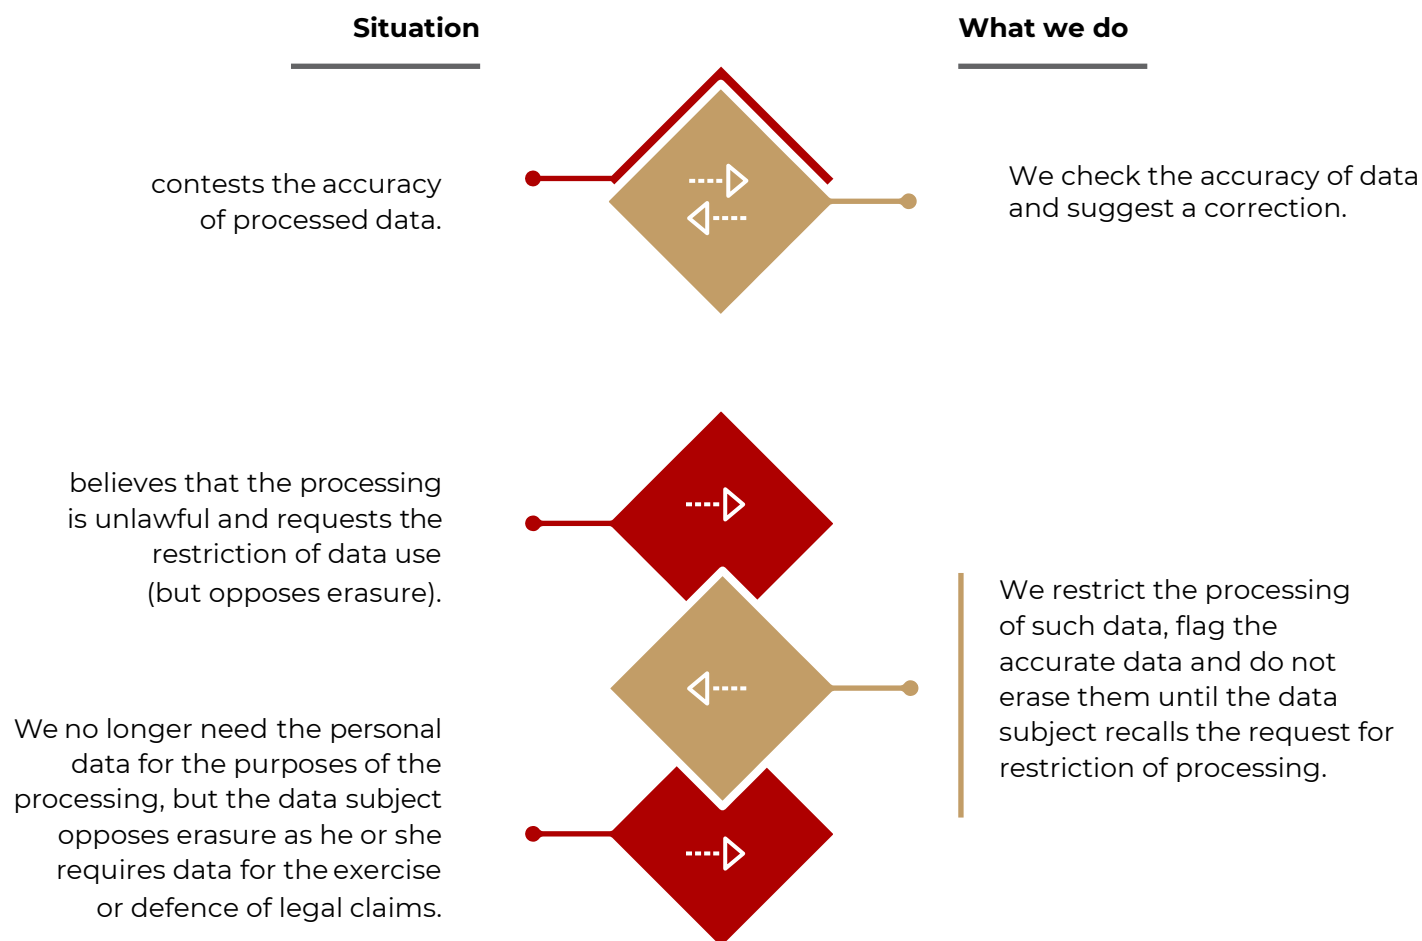 Situation
What we do
contests the accuracy
of processed data.
We check the accuracy of data
and suggest a correction.
believes that the processing
is unlawful and requests the
restriction of data use
(but opposes erasure).
We no longer need the personal
data for the purposes of the
processing, but the data subject
opposes erasure as he or she
requires data for the exercise
or defence of legal claims.
We restrict the processing
of such data, flag the
accurate data and do not
erase them until the data
subject recalls the request for
restriction of processing.